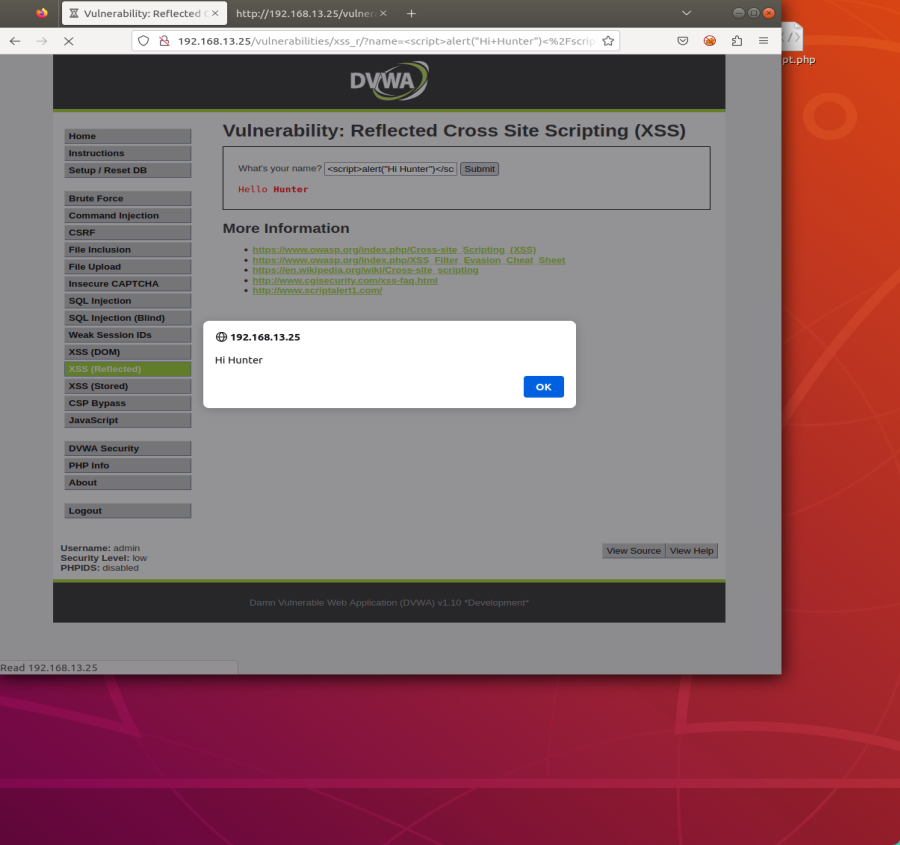 Vulnerability: Reflected C
http://192.168.13.25/vulner
192.168.13.25/vulnerabilities/xss_r/?name=<script>alert("Hi+Hunter")<%2Fscrip
pt.php
DVWA
Home
Instructions
Setup / Reset DB
Brute Force
Command Injection
CSRF
File Inclusion
File Upload
Insecure CAPTCHA
SQL Injection
SQL Injection (Blind)
Weak Session IDs
XSS (DOM)
XSS (Reflected)
XSS (Stored)
CSP Bypass
JavaScript
DVWA Security
PHP Info
About
Logout
Vulnerability: Reflected Cross Site Scripting (XSS)
What's your name? <script>alert("Hi Hunter")</sc Submit
Hello Hunter
More Information
https://www.owasp.org/index.php/Cross-site_Scripting_(XSS)
https://www.owasp.org/index.php/XSS_Filter_Evasion_Cheat_Sheet
https://en.wikipedia.org/wiki/Cross-site_scripting
http://www.cgisecurity.com/xss-faq.html
http://www.scriptalert1.com/
192.168.13.25
Hi Hunter
OK
Username: admin
Security Level: low
PHPIDS: disabled
View Source View Help
Damn Vulnerable Web Application (DVWA) v1.10 *Development*
Read 192.168.13.25